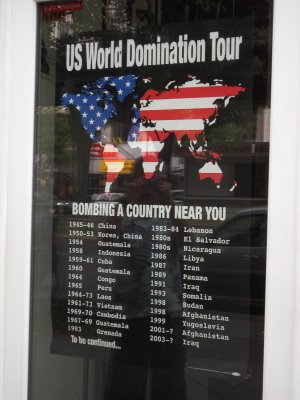 US World Domination Tour
BOMBING A COUNTRY NEAR YOU
1945-46 China
1950-53 Korea, China
1954 Guatemala
1958 Indonesia
1959-61 Cuba
1960 Guatemala
1964 Congo
1965 Peru
1964-73 Laos
1961-73 Vietnam
1969-70 Cambodia
1967-69 Guatemala
1983 Grenada
To be continued...
1983-84 Lebanon
1980s El Salvador
1980s Nicaragua
1986 Libya
1987 Iran
1989 Panama
1991 Iraq
1993 Somalia
1998 Sudan
1998 Afghanistan
1999 Yugoslavia
2001-? Afghanistan
2003-? Iraq